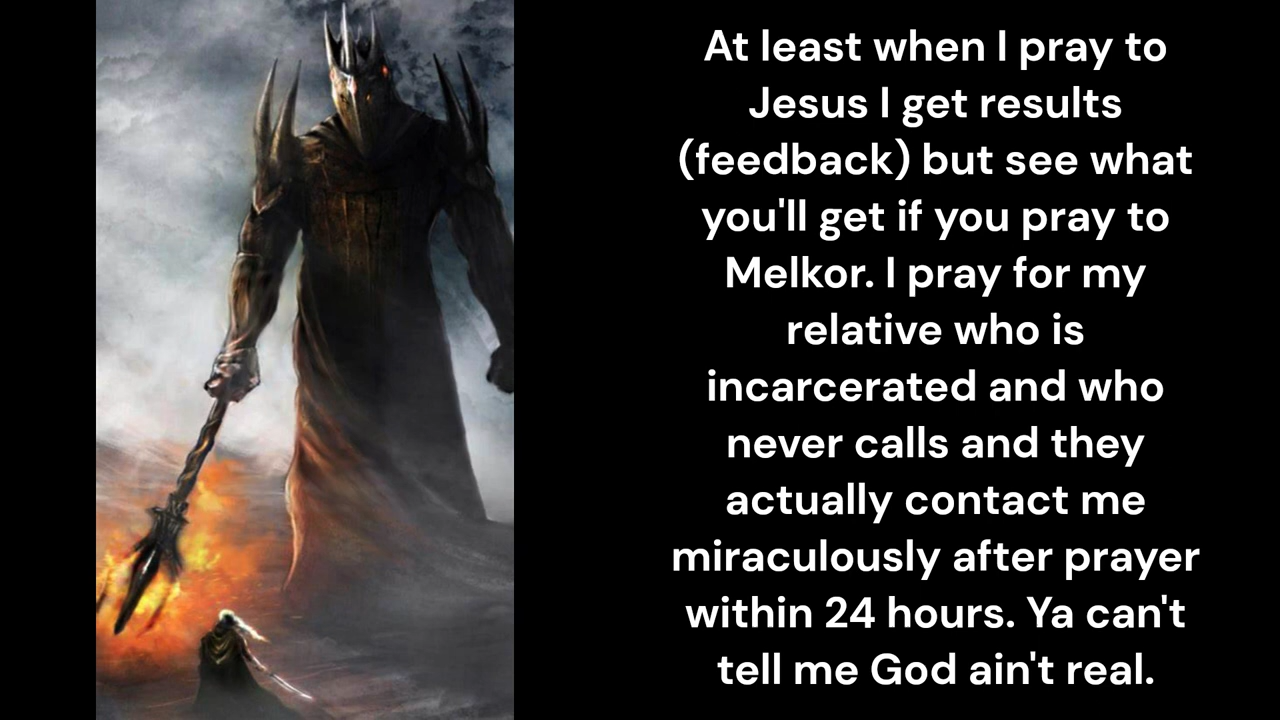 At least when I pray to
Jesus I get results
(feedback) but see what
you'll get if you pray to
Melkor. I pray for my
relative who is
incarcerated and who
never calls and they
actually contact me
miraculously after prayer
within 24 hours. Ya can't
tell me God ain't real.